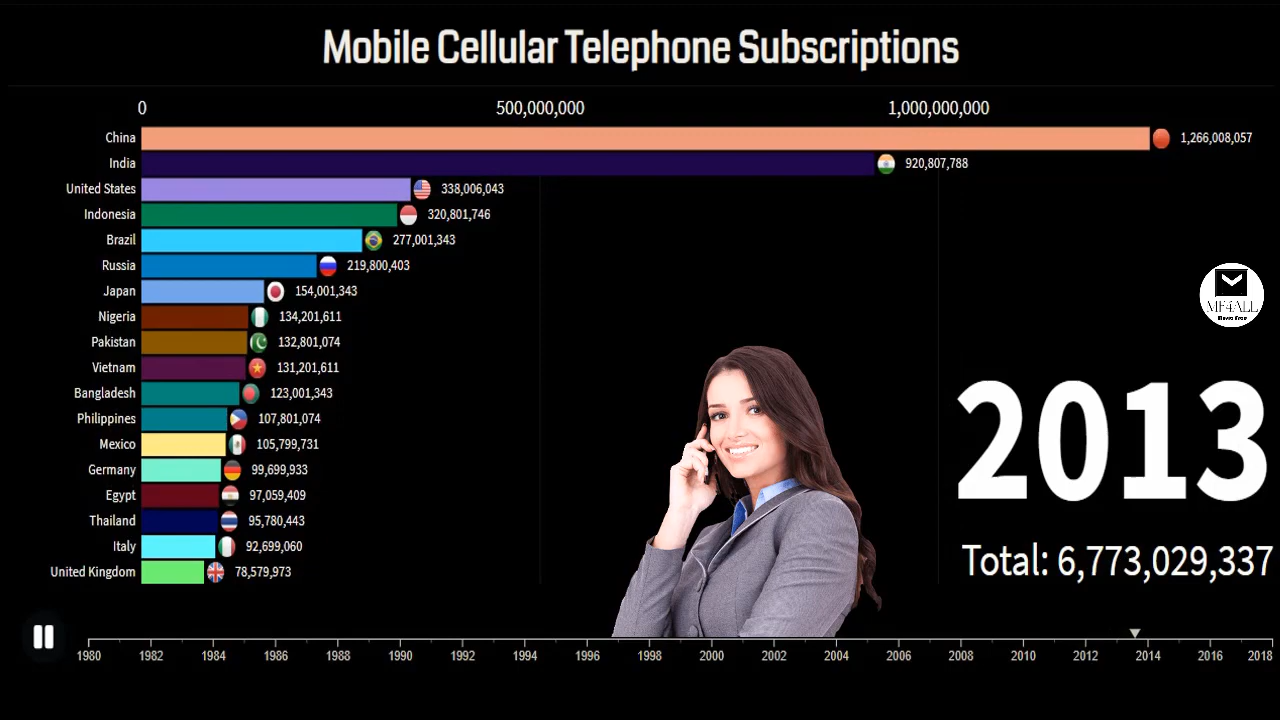 Mobile Cellular Telephone Subscriptions
0 500,000,000 1,000,000,000
China 1,266,008,057
India 920,807,788
United States 338,006,043
Indonesia 320,801,746
Brazil 277,001,343
Russia 219,800,403
Japan 154,001,343
Nigeria 134,201,611
Pakistan 132,801,074
Vietnam 131,201,611
Bangladesh 123,001,343
Philippines 107,801,074
Mexico 105,799,731
Germany 99,699,933
Egypt 97,059,409
Thailand 95,780,443
Italy 92,699,060
United Kingdom 78,579,973
MF4ALL
2013
Total: 6,773,029,337
1980 1982 1984 1986 1988 1990 1992 1994 1996 1998 2000 2002 2004 2006 2008 2010 2012 2014 2016 2018